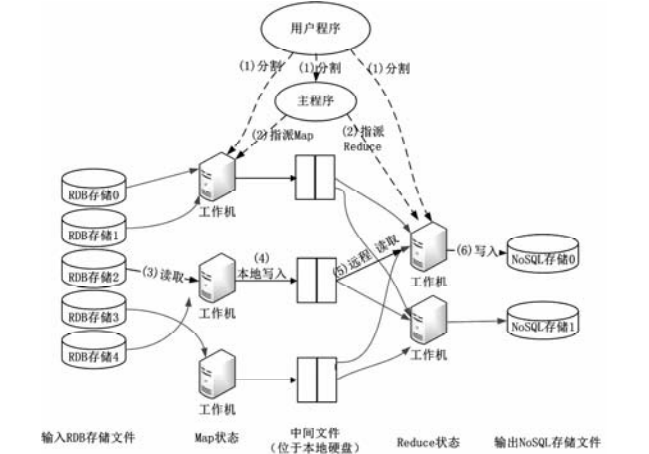 用户程序
(1)分割
(1)分割
(1)分割
主程序
(2)指派Map
(2)指派
Reduce
RDB存储0
RDB存储1
RDB存储2
RDB存储3
RDB存储4
工作机
(3)读取
(4)
本地写入
工作机
工作机
(5)远程 读取
工作机
(6)写入
NoSQL存储0
工作机
NoSQL存储1
输入RDB存储文件
Map状态
中间文件
(位于本地硬盘)
Reduce状态
输出NoSQL存储文件